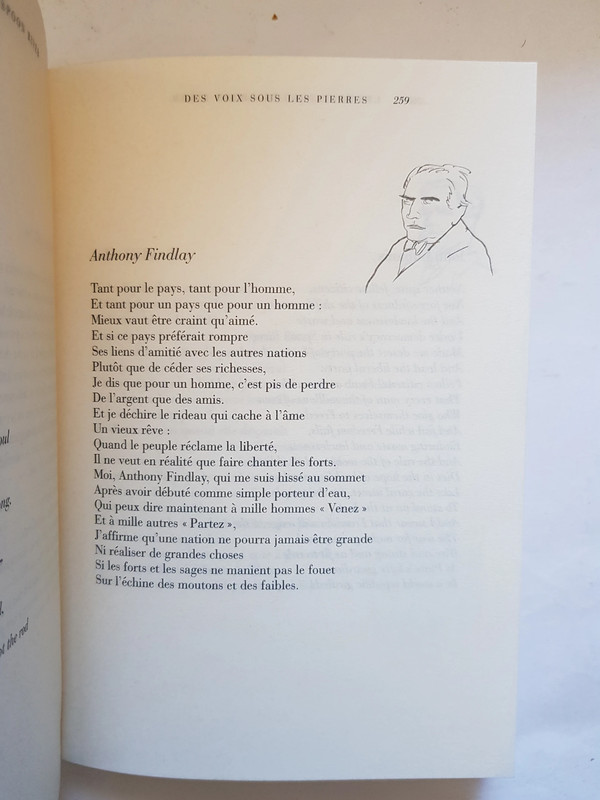 DES VOIX SOUS LES PIERRES 259
Anthony Findlay
Tant pour le pays, tant pour l'homme,
Et tant pour un pays que pour un homme :
Mieux vaut être craint qu'aimé.
Et si ce pays préférait rompre
Ses liens d'amitié avec les autres nations
Plutôt que de céder ses richesses,
Je dis que pour un homme, c'est pis de perdre
De l'argent que des amis.
Et je déchire le rideau qui cache à l'âme
Un vieux rêve :
Quand le peuple réclame la liberté,
Il ne veut en réalité que faire chanter les forts.
Moi, Anthony Findlay, qui me suis hissé au sommet
Après avoir débuté comme simple porteur d'eau,
Qui peux dire maintenant à mille hommes « Venez »
Et à mille autres « Partez »,
J'affirme qu'une nation ne pourra jamais être grande
Ni réaliser de grandes choses
Si les forts et les sages ne manient pas le fouet
Sur l'échine des moutons et des faibles.